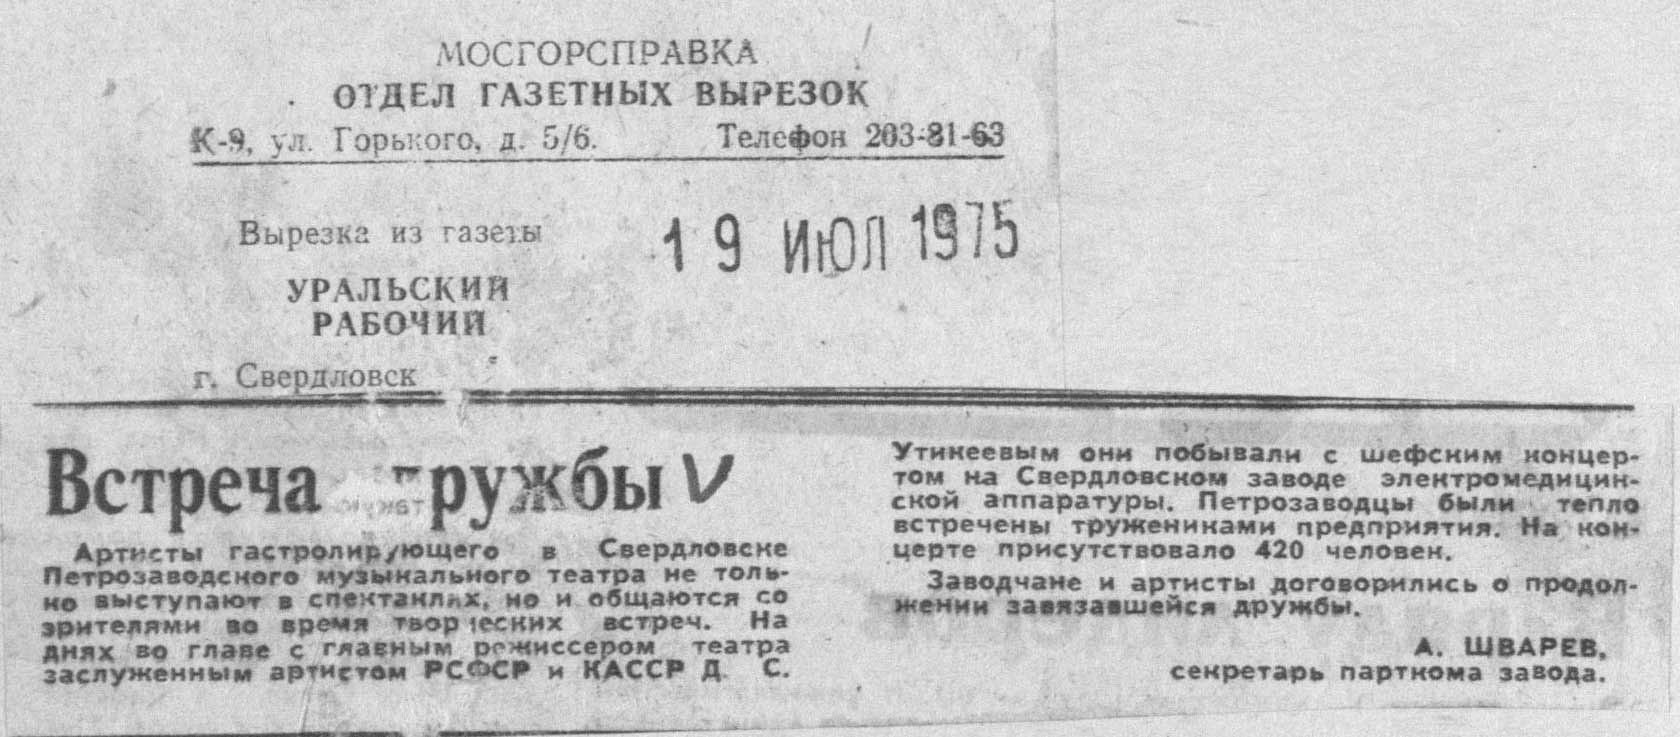 МОСГОРСПРАВКА
ОТДЕЛ ГАЗЕТНЫХ ВЫРЕЗОК
К-9, ул. Горького, д. 5/6. Телефон 203-81-63
Вырезка из газеты
19 ИЮЛ 1975
УРАЛЬСКИЙ
РАБОЧИЙ
г. Свердловск
Встреча дружбы V
Артисты гастролирующего в Свердловске
Петрозаводского музыкального театра не толь-
ко выступают в спектаклях, но и общаются со
зрителями во время творческих встреч. На
днях во главе с главным режиссером театра
заслуженным артистом РСФСР и КАССР Д. С.
Утикеевым они побывали с шефским концер-
том на Свердловском заводе электромедицин-
ской аппаратуры. Петрозаводцы были тепло
встречены тружениками предприятия. На кон-
церте присутствовало 420 человек.
Заводчане и артисты договорились о продол-
жении завязавшейся дружбы.
А. ШВАРЕВ,
секретарь парткома завода.